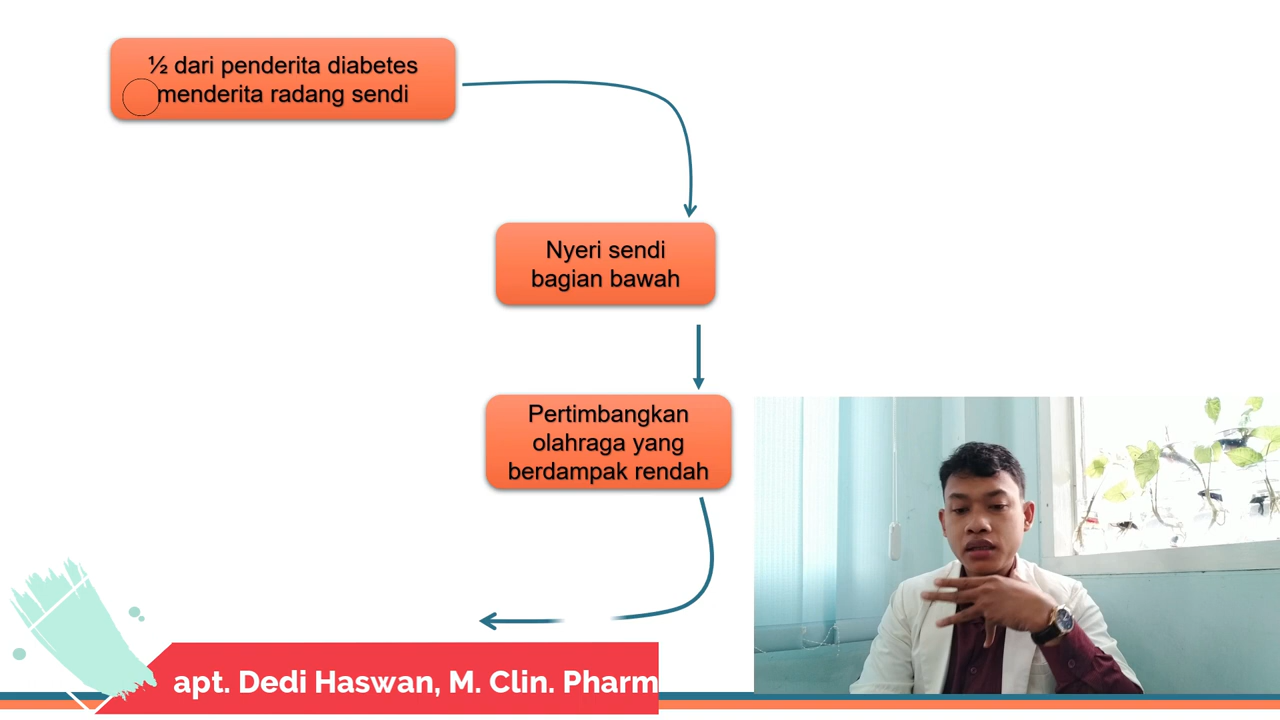 ½ dari penderita diabetes
menderita radang sendi
Nyeri sendi
bagian bawah
Pertimbangkan
olahraga yang
berdampak rendah
apt. Dedi Haswan, M. Clin. Pharm